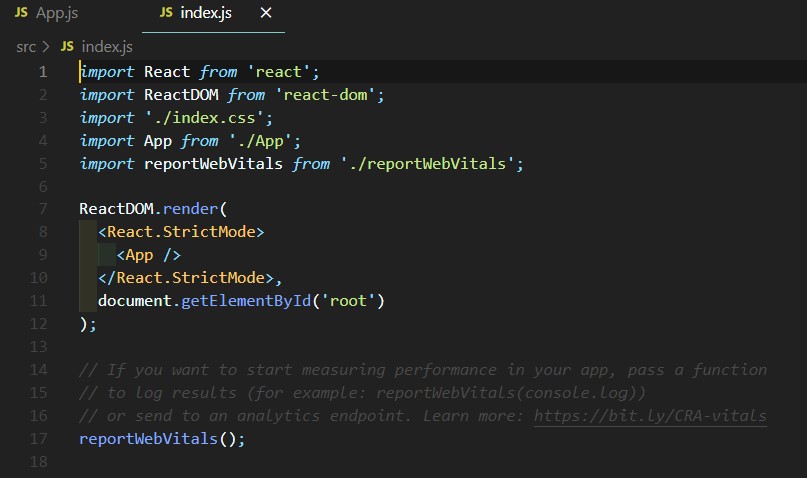 JS App.js JS index.js ×
src > JS index.js
1 import React from 'react';
2 import ReactDOM from 'react-dom';
3 import './index.css';
4 import App from './App';
5 import reportWebVitals from './reportWebVitals';
6
7 ReactDOM.render(
8   <React.StrictMode>
9     <App />
10   </React.StrictMode>,
11   document.getElementById('root')
12 );
13
14 // If you want to start measuring performance in your app, pass a function
15 // to log results (for example: reportWebVitals(console.log))
16 // or send to an analytics endpoint. Learn more: https://bit.ly/CRA-vitals
17 reportWebVitals();
18